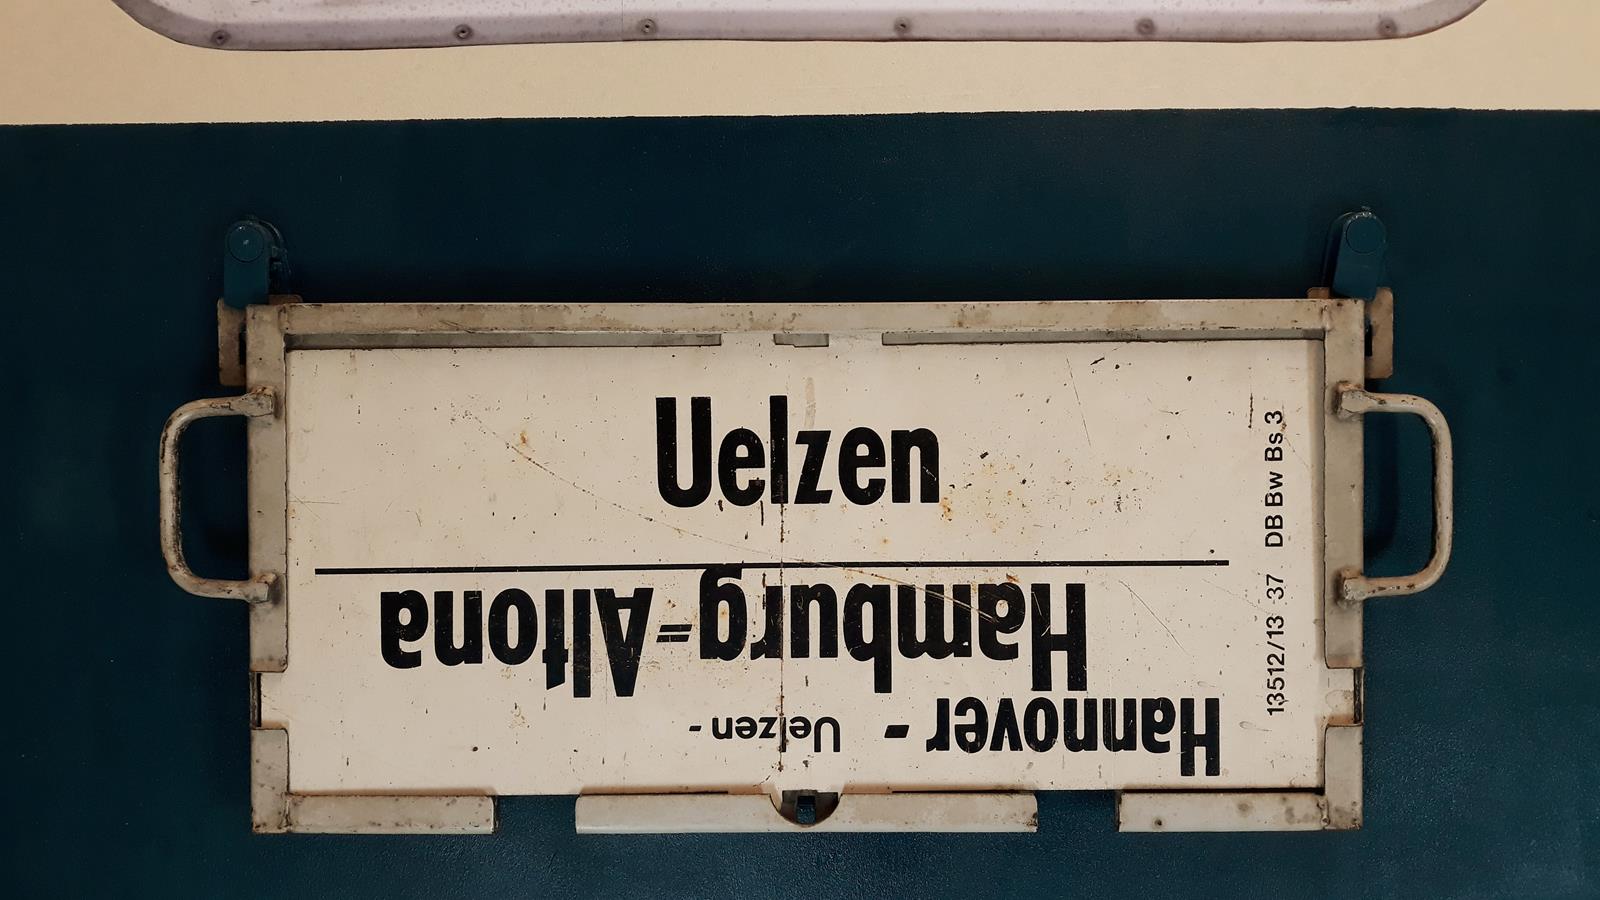 Uelzen
Hannover - Uelzen -
Hamburg=Altona
13512/13 37 DB Bw Bs 3